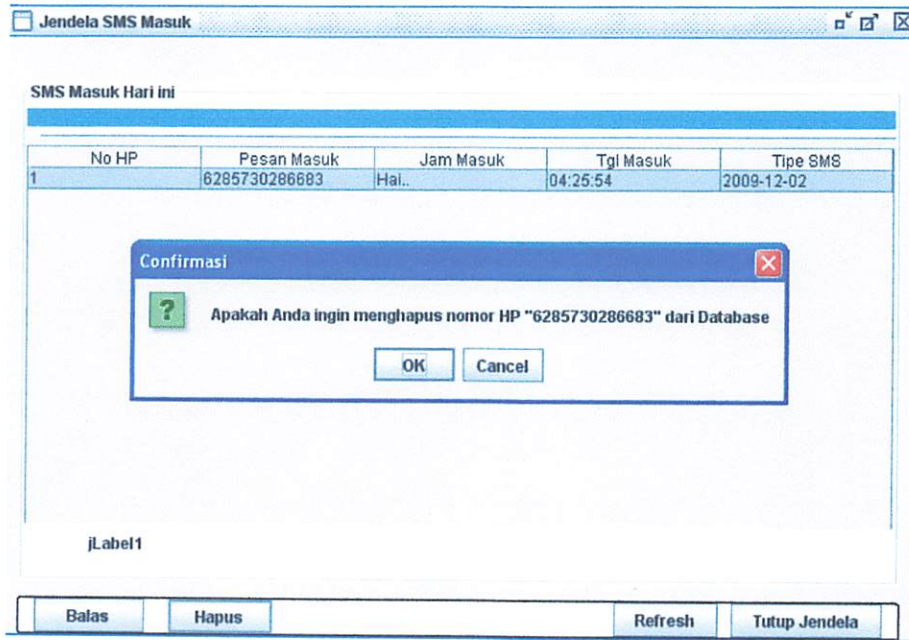 Jendela SMS Masuk
SMS Masuk Hari ini
No HP Pesan Masuk Jam Masuk Tgl Masuk Tipe SMS
1 6285730286683 Hai.. 04:25:54 2009-12-02
Confirmasi
? Apakah Anda ingin menghapus nomor HP "6285730286683" dari Database
OK Cancel
jLabel1
Balas Hapus Refresh Tutup Jendela